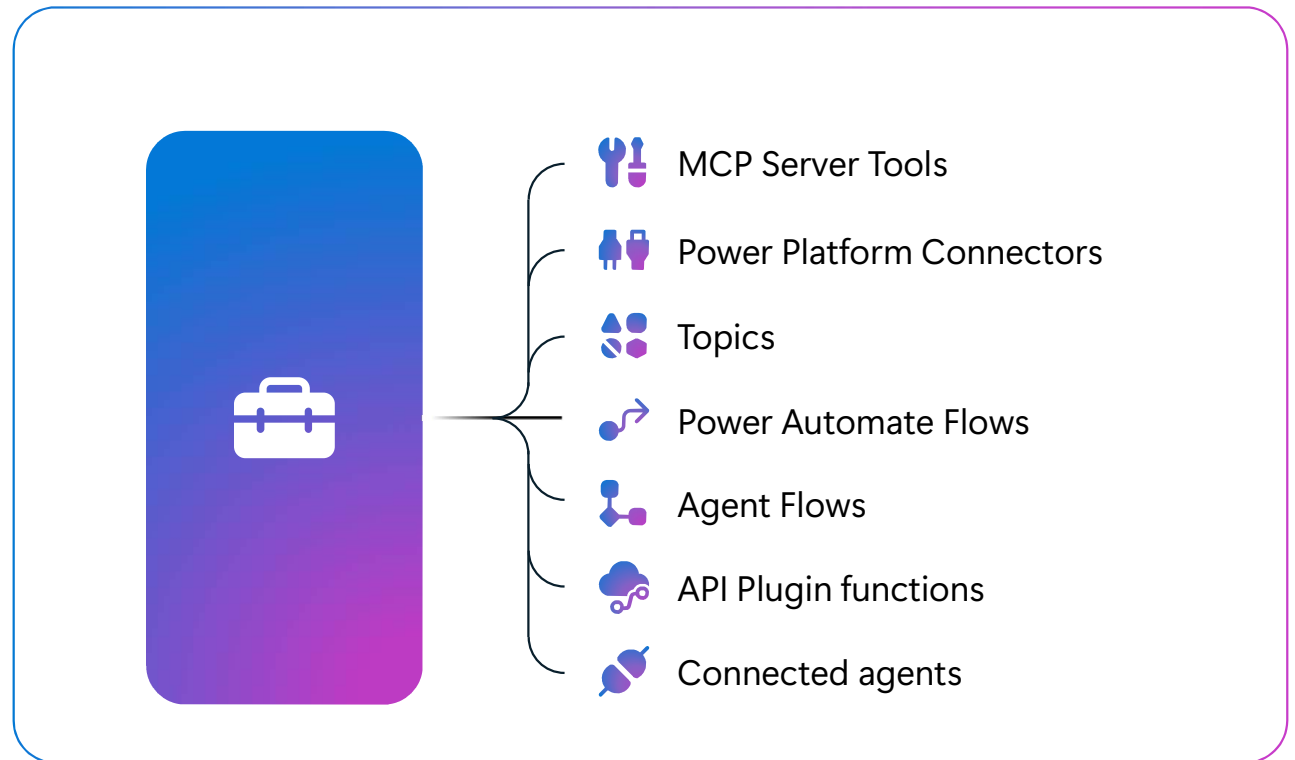 MCP Server Tools
Power Platform Connectors
Topics
Power Automate Flows
Agent Flows
API Plugin functions
Connected agents